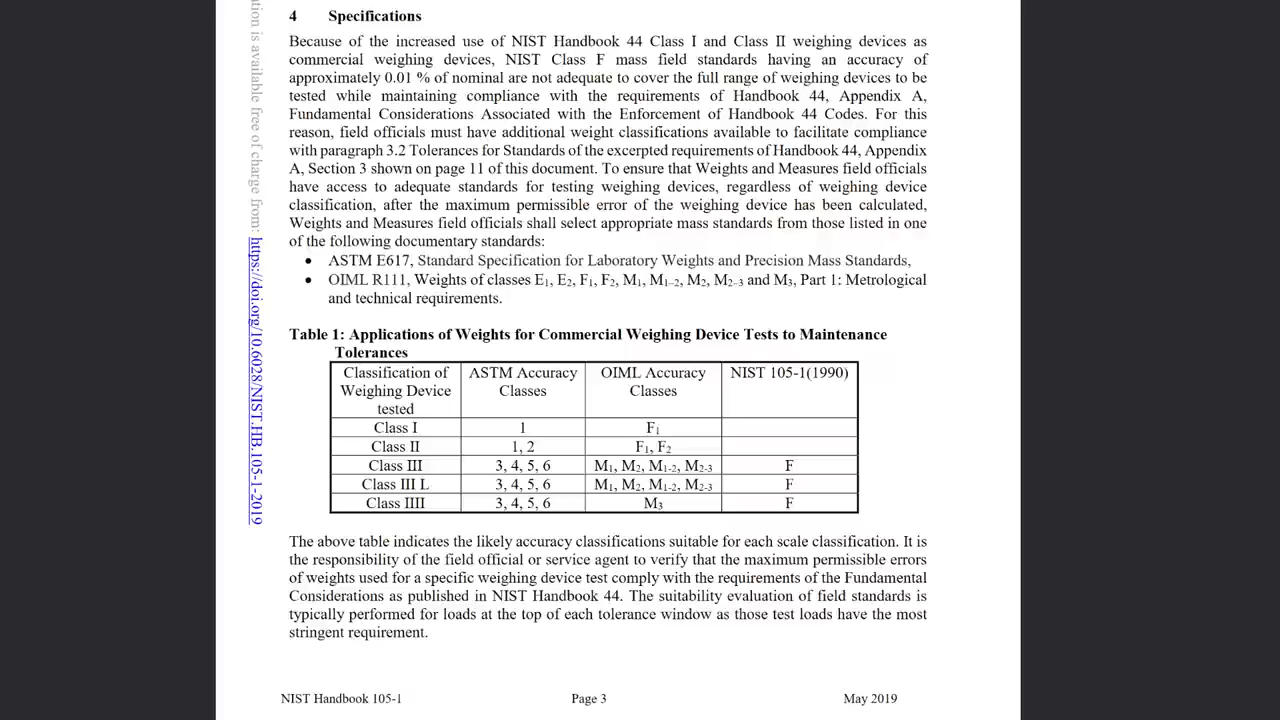 4 Specifications
Because of the increased use of NIST Handbook 44 Class I and Class II weighing devices as
commercial weighing devices, NIST Class F mass field standards having an accuracy of
approximately 0.01 % of nominal are not adequate to cover the full range of weighing devices to be
tested while maintaining compliance with the requirements of Handbook 44, Appendix A,
Fundamental Considerations Associated with the Enforcement of Handbook 44 Codes. For this
reason, field officials must have additional weight classifications available to facilitate compliance
with paragraph 3.2 Tolerances for Standards of the excerpted requirements of Handbook 44, Appendix
A, Section 3 shown on page 11 of this document. To ensure that Weights and Measures field officials
have access to adequate standards for testing weighing devices, regardless of weighing device
classification, after the maximum permissible error of the weighing device has been calculated,
Weights and Measures field officials shall select appropriate mass standards from those listed in one
of the following documentary standards:
• ASTM E617, Standard Specification for Laboratory Weights and Precision Mass Standards,
• OIML R111, Weights of classes E₁, E₂, F₁, F₂, M₁, M₁₋₂, M₂, M₂₋₃ and M₃, Part 1: Metrological
and technical requirements.
Table 1: Applications of Weights for Commercial Weighing Device Tests to Maintenance
Tolerances
Classification of ASTM Accuracy OIML Accuracy NIST 105-1(1990)
Weighing Device Classes Classes
tested
Class I 1 F₁
Class II 1, 2 F₁, F₂
Class III 3, 4, 5, 6 M₁, M₂, M₁₋₂, M₂₋₃ F
Class III L 3, 4, 5, 6 M₁, M₂, M₁₋₂, M₂₋₃ F
Class IIII 3, 4, 5, 6 M₃ F
The above table indicates the likely accuracy classifications suitable for each scale classification. It is
the responsibility of the field official or service agent to verify that the maximum permissible errors
of weights used for a specific weighing device test comply with the requirements of the Fundamental
Considerations as published in NIST Handbook 44. The suitability evaluation of field standards is
typically performed for loads at the top of each tolerance window as those test loads have the most
stringent requirement.
NIST Handbook 105-1 Page 3 May 2019
is available free of charge from: https://doi.org/10.6028/NIST.HB.105-1-2019